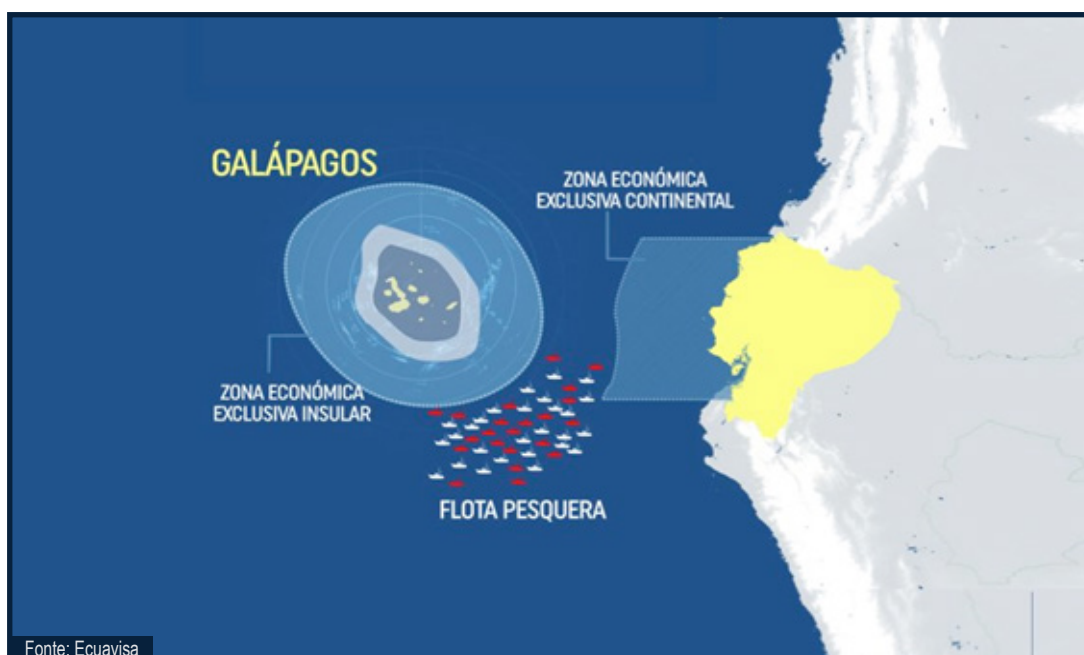 GALÁPAGOS
ZONA ECONÓMICA
EXCLUSIVA CONTINENTAL
ZONA ECONÓMICA
EXCLUSIVA INSULAR
FLOTA PESQUERA
Fonte: Ecuavisa